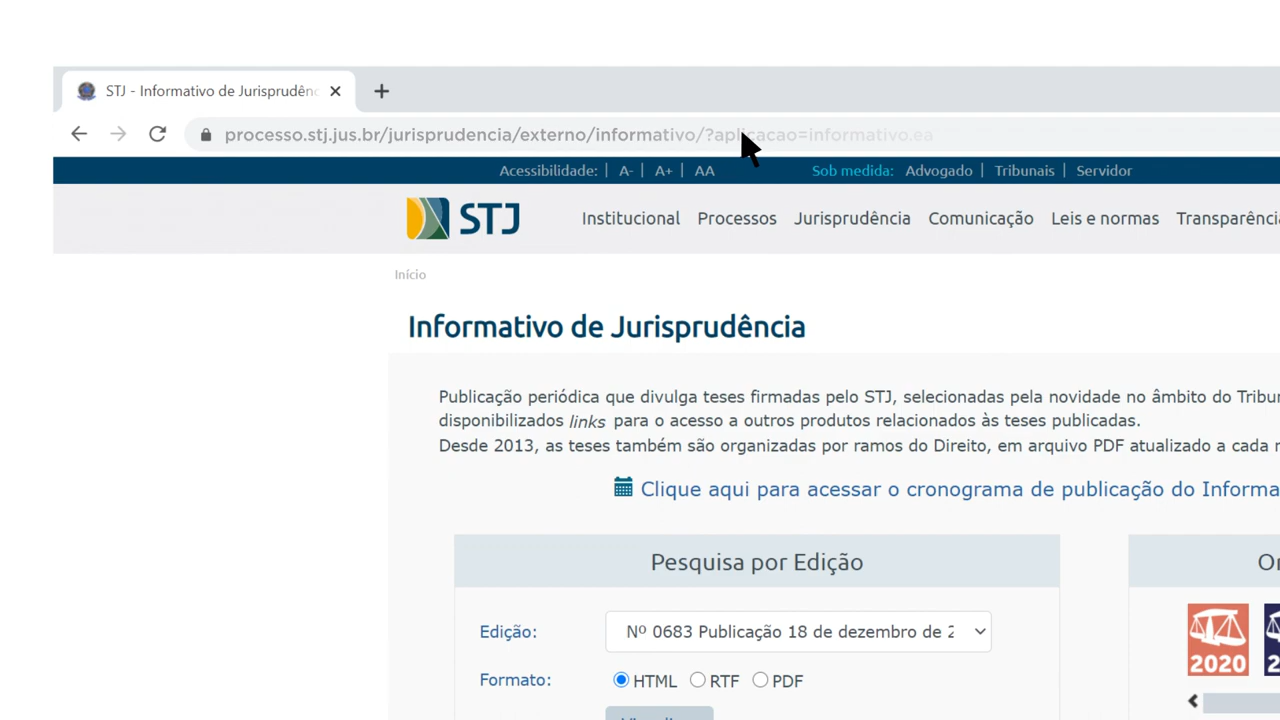 STJ - Informativo de Jurisprudênc
processo.stj.jus.br/jurisprudencia/externo/informativo/?aplicacao=informativo.ea
Acessibilidade: | A- | A+ | AA Sob medida: Advogado | Tribunais | Servidor
STJ Institucional Processos Jurisprudência Comunicação Leis e normas Transparência
Início
Informativo de Jurisprudência
Publicação periódica que divulga teses firmadas pelo STJ, selecionadas pela novidade no âmbito do Tribu
disponibilizados links para o acesso a outros produtos relacionados às teses publicadas.
Desde 2013, as teses também são organizadas por ramos do Direito, em arquivo PDF atualizado a cada
Clique aqui para acessar o cronograma de publicação do Informa
Pesquisa por Edição
Edição: Nº 0683 Publicação 18 de dezembro de 2
Formato: HTML RTF PDF
2020